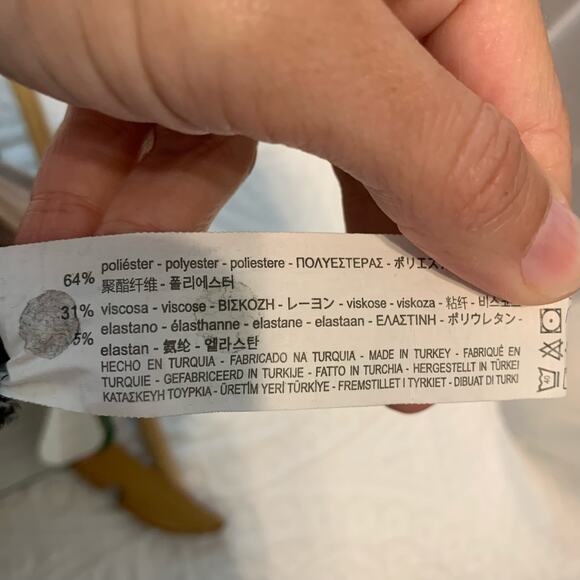 64% poliéster - polyester - poliestere - ΠΟΛΥΕΣΤΕΡΑΣ - ポリエス
聚酯纤维 - 폴리에스터
31% viscosa - viscose - ΒΙΣΚΟΖΗ - レーヨン - viskose - viskoza - 粘纤 - 비스코
5% elastano - élasthanne - elastane - elastaan - ΕΛΑΣΤΙΝΗ - ポリウレタン -
elastan - 氨纶 - 엘라스탄
HECHO EN TURQUIA - FABRICADO NA TURQUIA - MADE IN TURKEY - FABRIQUÉ EN
TURQUIE - GEFABRICEERD IN TURKIJE - FATTO IN TURCHIA - HERGESTELLT IN TÜRKEI
ΚΑΤΑΣΚΕΥΗ ΤΟΥΡΚΙΑ - ÜRETİM YERİ TÜRKİYE - FREMSTILLET I TYRKIET - DIBUAT DI TURKI